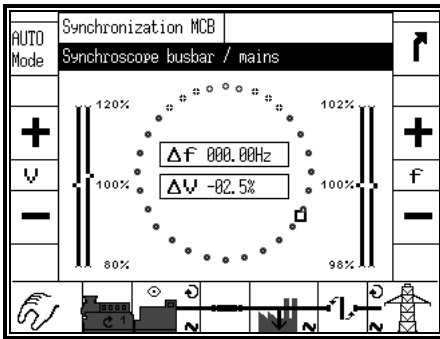 AUTO
Mode
Synchronization MCB
Synchroscope busbar / mains
120%
102%
Δf 000.00Hz
V
100%
ΔV -02.5%
100%
f
80%
98%
1